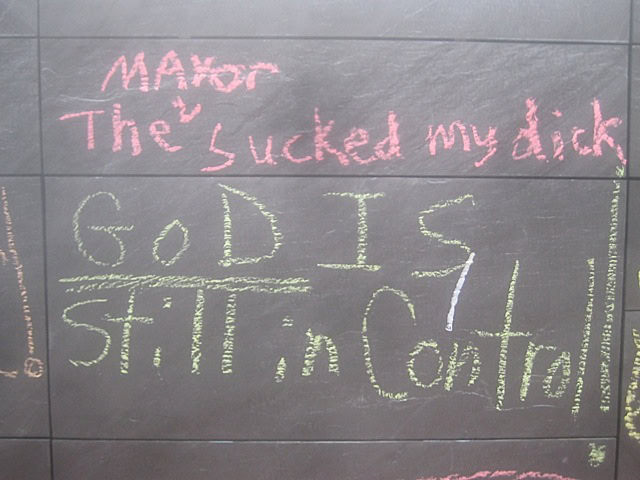 MAYor
The sucked my dick
GoD IS
Still in Control